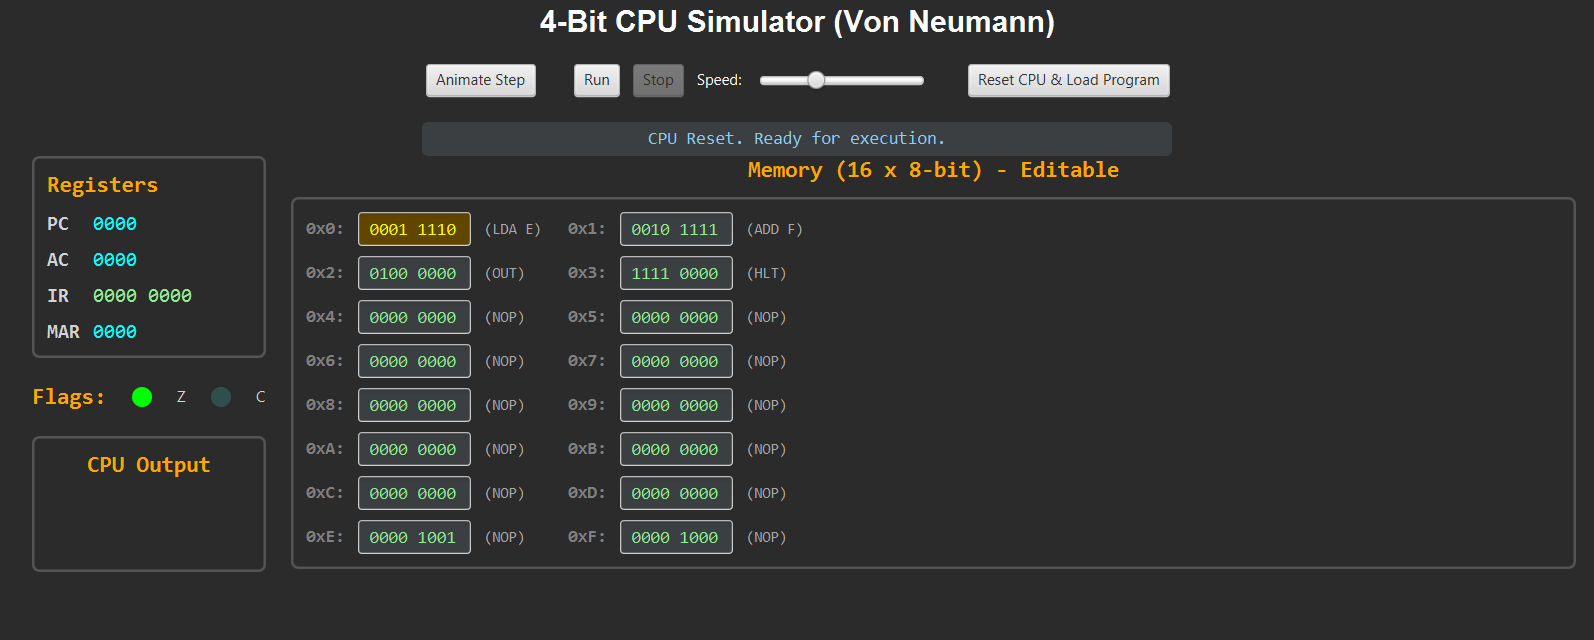 4-Bit CPU Simulator (Von Neumann)
Animate Step Run Stop Speed: Reset CPU & Load Program
CPU Reset. Ready for execution.
Registers
PC 0000
AC 0000
IR 0000 0000
MAR 0000
Flags: Z C
CPU Output
Memory (16 x 8-bit) - Editable
0x0: 0001 1110 (LDA E) 0x1: 0010 1111 (ADD F)
0x2: 0100 0000 (OUT) 0x3: 1111 0000 (HLT)
0x4: 0000 0000 (NOP) 0x5: 0000 0000 (NOP)
0x6: 0000 0000 (NOP) 0x7: 0000 0000 (NOP)
0x8: 0000 0000 (NOP) 0x9: 0000 0000 (NOP)
0xA: 0000 0000 (NOP) 0xB: 0000 0000 (NOP)
0xC: 0000 0000 (NOP) 0xD: 0000 0000 (NOP)
0xE: 0000 1001 (NOP) 0xF: 0000 1000 (NOP)